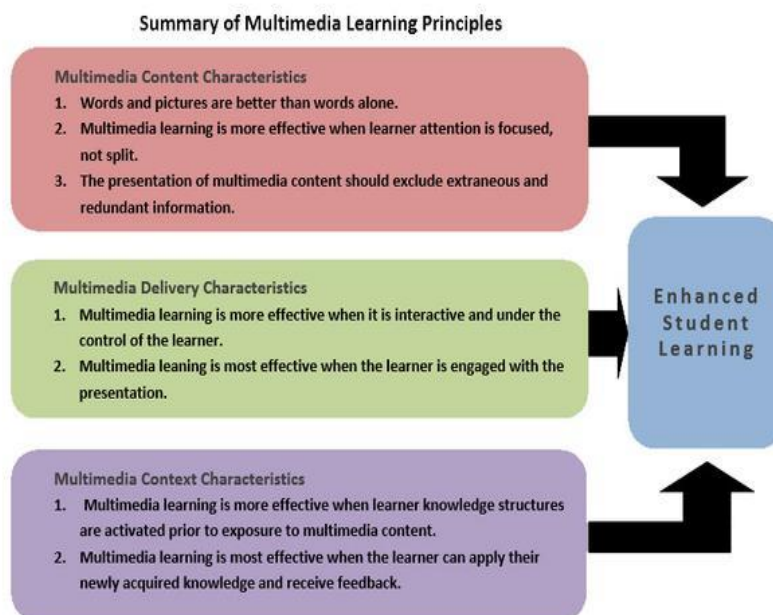 Summary of Multimedia Learning Principles
Multimedia Content Characteristics
1. Words and pictures are better than words alone.
2. Multimedia learning is more effective when learner attention is focused,
not split.
3. The presentation of multimedia content should exclude extraneous and
redundant information.
Multimedia Delivery Characteristics
1. Multimedia learning is more effective when it is interactive and under the
control of the learner.
2. Multimedia leaning is most effective when the learner is engaged with the
presentation.
Multimedia Context Characteristics
1. Multimedia learning is more effective when learner knowledge structures
are activated prior to exposure to multimedia content.
2. Multimedia learning is most effective when the learner can apply their
newly acquired knowledge and receive feedback.
Enhanced
Student
Learning